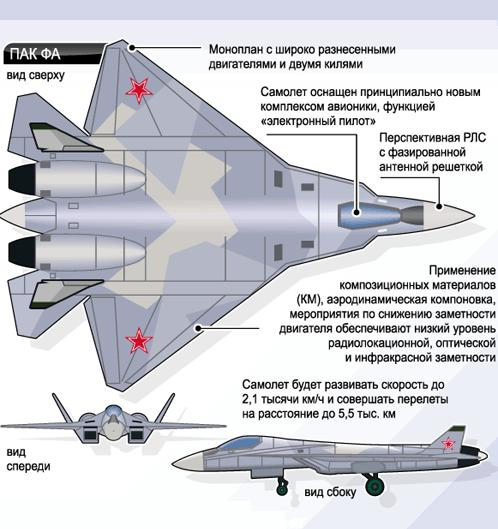 ПАК ФА
вид сверху
Моноплан с широко разнесенными
двигателями и двумя килями
Самолет оснащен принципиально новым
комплексом авионики, функцией
«электронный пилот»
Перспективная РЛС
с фазированной
антенной решеткой
Применение
композиционных материалов
(КМ), аэродинамическая компоновка,
мероприятия по снижению заметности
двигателя обеспечивают низкий уровень
радиолокационной, оптической
и инфракрасной заметности
Самолет будет развивать скорость до
2,1 тысячи км/ч и совершать перелеты
на расстояние до 5,5 тыс. км
вид
спереди
вид сбоку